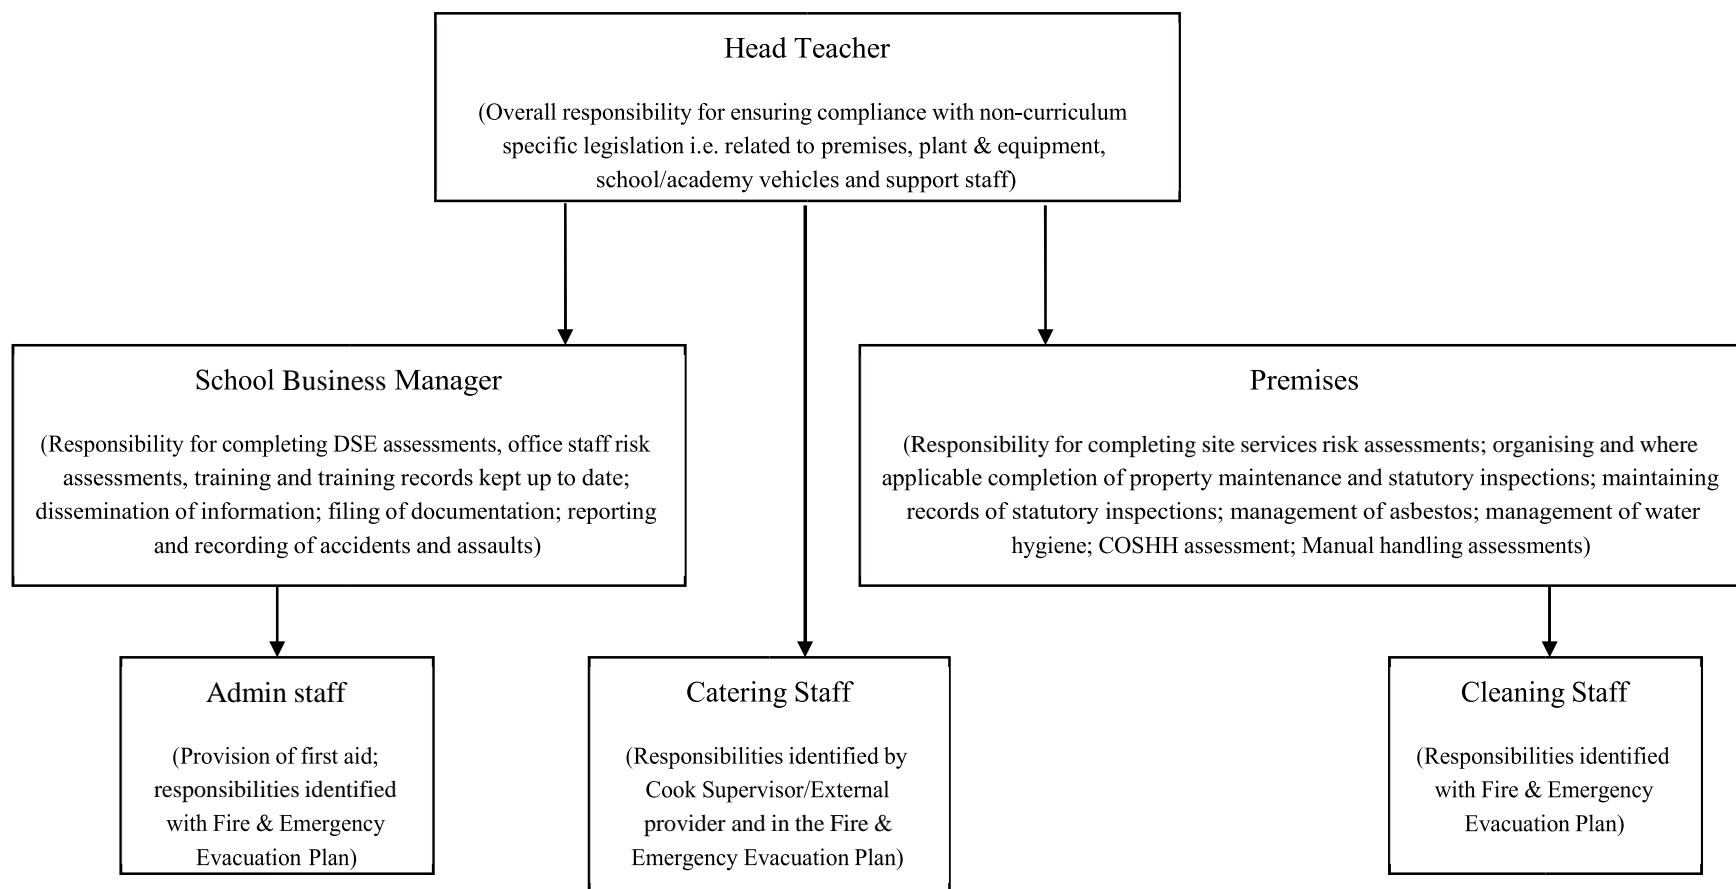 Head Teacher
(Overall responsibility for ensuring compliance with non-curriculum
specific legislation i.e. related to premises, plant & equipment,
school/academy vehicles and support staff)
School Business Manager
(Responsibility for completing DSE assessments, office staff risk
assessments, training and training records kept up to date;
dissemination of information; filing of documentation; reporting
and recording of accidents and assaults)
Premises
(Responsibility for completing site services risk assessments; organising and where
applicable completion of property maintenance and statutory inspections; maintaining
records of statutory inspections; management of asbestos; management of water
hygiene; COSHH assessment; Manual handling assessments)
Admin staff
(Provision of first aid;
responsibilities identified
with Fire & Emergency
Evacuation Plan)
Catering Staff
(Responsibilities identified by
Cook Supervisor/External
provider and in the Fire &
Emergency Evacuation Plan)
Cleaning Staff
(Responsibilities identified
with Fire & Emergency
Evacuation Plan)